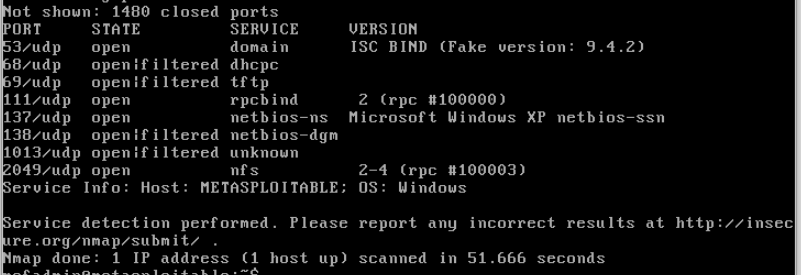 Not shown: 1480 closed ports
PORT     STATE         SERVICE     VERSION
53/udp   open          domain      ISC BIND (Fake version: 9.4.2)
68/udp   open|filtered dhcpc
69/udp   open|filtered tftp
111/udp  open          rpcbind      2 (rpc #100000)
137/udp  open          netbios-ns  Microsoft Windows XP netbios-ssn
138/udp  open|filtered netbios-dgm
1013/udp open|filtered unknown
2049/udp open          nfs          2-4 (rpc #100003)
Service Info: Host: METASPLOITABLE; OS: Windows

Service detection performed. Please report any incorrect results at http://insec
ure.org/nmap/submit/ .
Nmap done: 1 IP address (1 host up) scanned in 51.666 seconds
msfadmin@metasploitable:~$